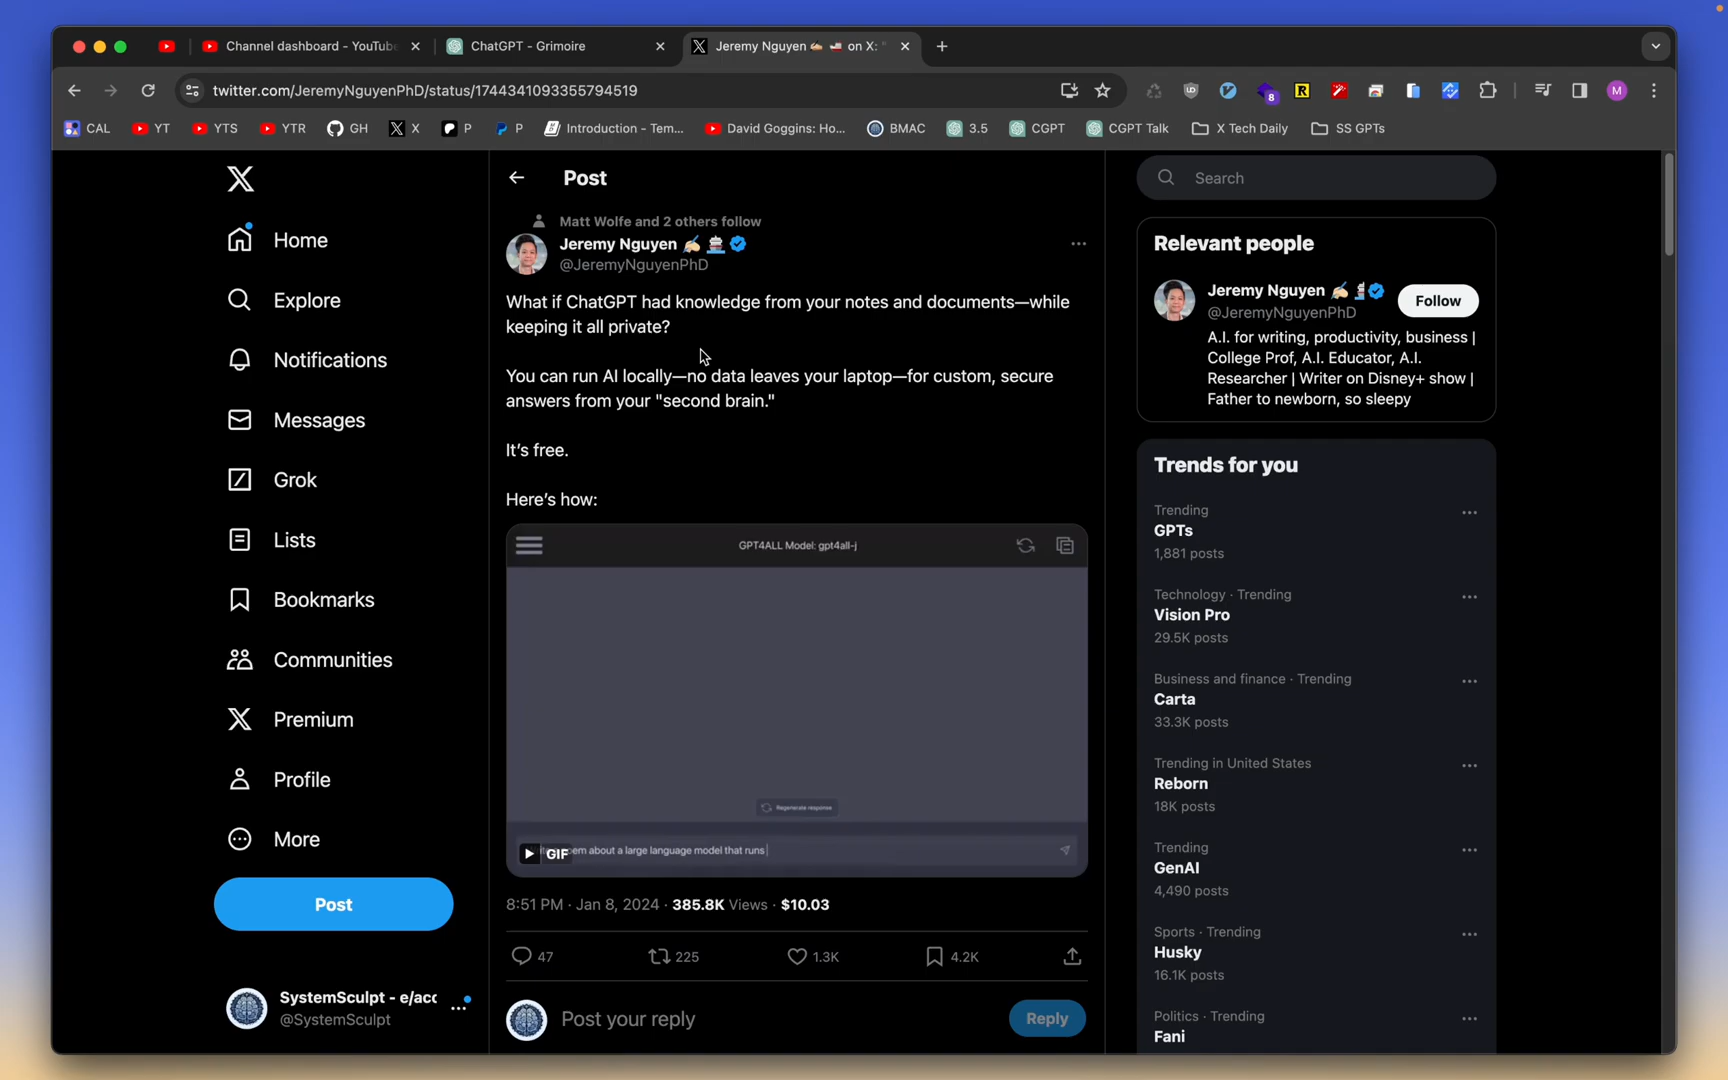 Channel dashboard - YouTube
ChatGPT - Grimoire
Jeremy Nguyen on X: "
twitter.com/JeremyNguyenPhD/status/1744341093355794519
8
M
CAL
YT
YTS
YTR
GH
X
P
P
Introduction - Tem...
David Goggins: Ho...
BMAC
3.5
CGPT
CGPT Talk
X Tech Daily
SS GPTs
Home
Explore
Notifications
Messages
Grok
Lists
Bookmarks
Communities
Premium
Profile
More
Post
SystemSculpt - e/acc
@SystemSculpt
Post
Matt Wolfe and 2 others follow
Jeremy Nguyen
@JeremyNguyenPhD
What if ChatGPT had knowledge from your notes and documents—while
keeping it all private?
You can run AI locally—no data leaves your laptop—for custom, secure
answers from your "second brain."
It's free.
Here's how:
GPT4ALL Model: gpt4all-j
Regenerate response
GIF
about a large language model that runs
8:51 PM · Jan 8, 2024 · 385.8K Views · $10.03
47
225
1.3K
4.2K
Post your reply
Reply
Search
Relevant people
Jeremy Nguyen
@JeremyNguyenPhD
Follow
A.I. for writing, productivity, business |
College Prof, A.I. Educator, A.I.
Researcher | Writer on Disney+ show |
Father to newborn, so sleepy
Trends for you
Trending
GPTs
1,881 posts
Technology · Trending
Vision Pro
29.5K posts
Business and finance · Trending
Carta
33.3K posts
Trending in United States
Reborn
18K posts
Trending
GenAI
4,490 posts
Sports · Trending
Husky
16.1K posts
Politics · Trending
Fani